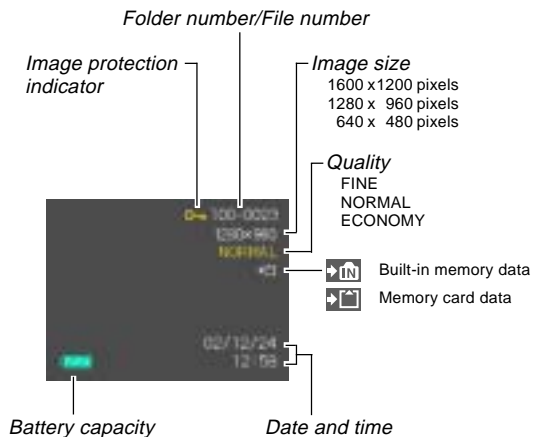 Folder number/File number
Image protection indicator
Image size
1600 x1200 pixels
1280 x 960 pixels
640 x 480 pixels
Quality
FINE
NORMAL
ECONOMY
100-0023
1280×960
NORMAL
IN Built-in memory data
Memory card data
02/12/24
12:58
Battery capacity
Date and time